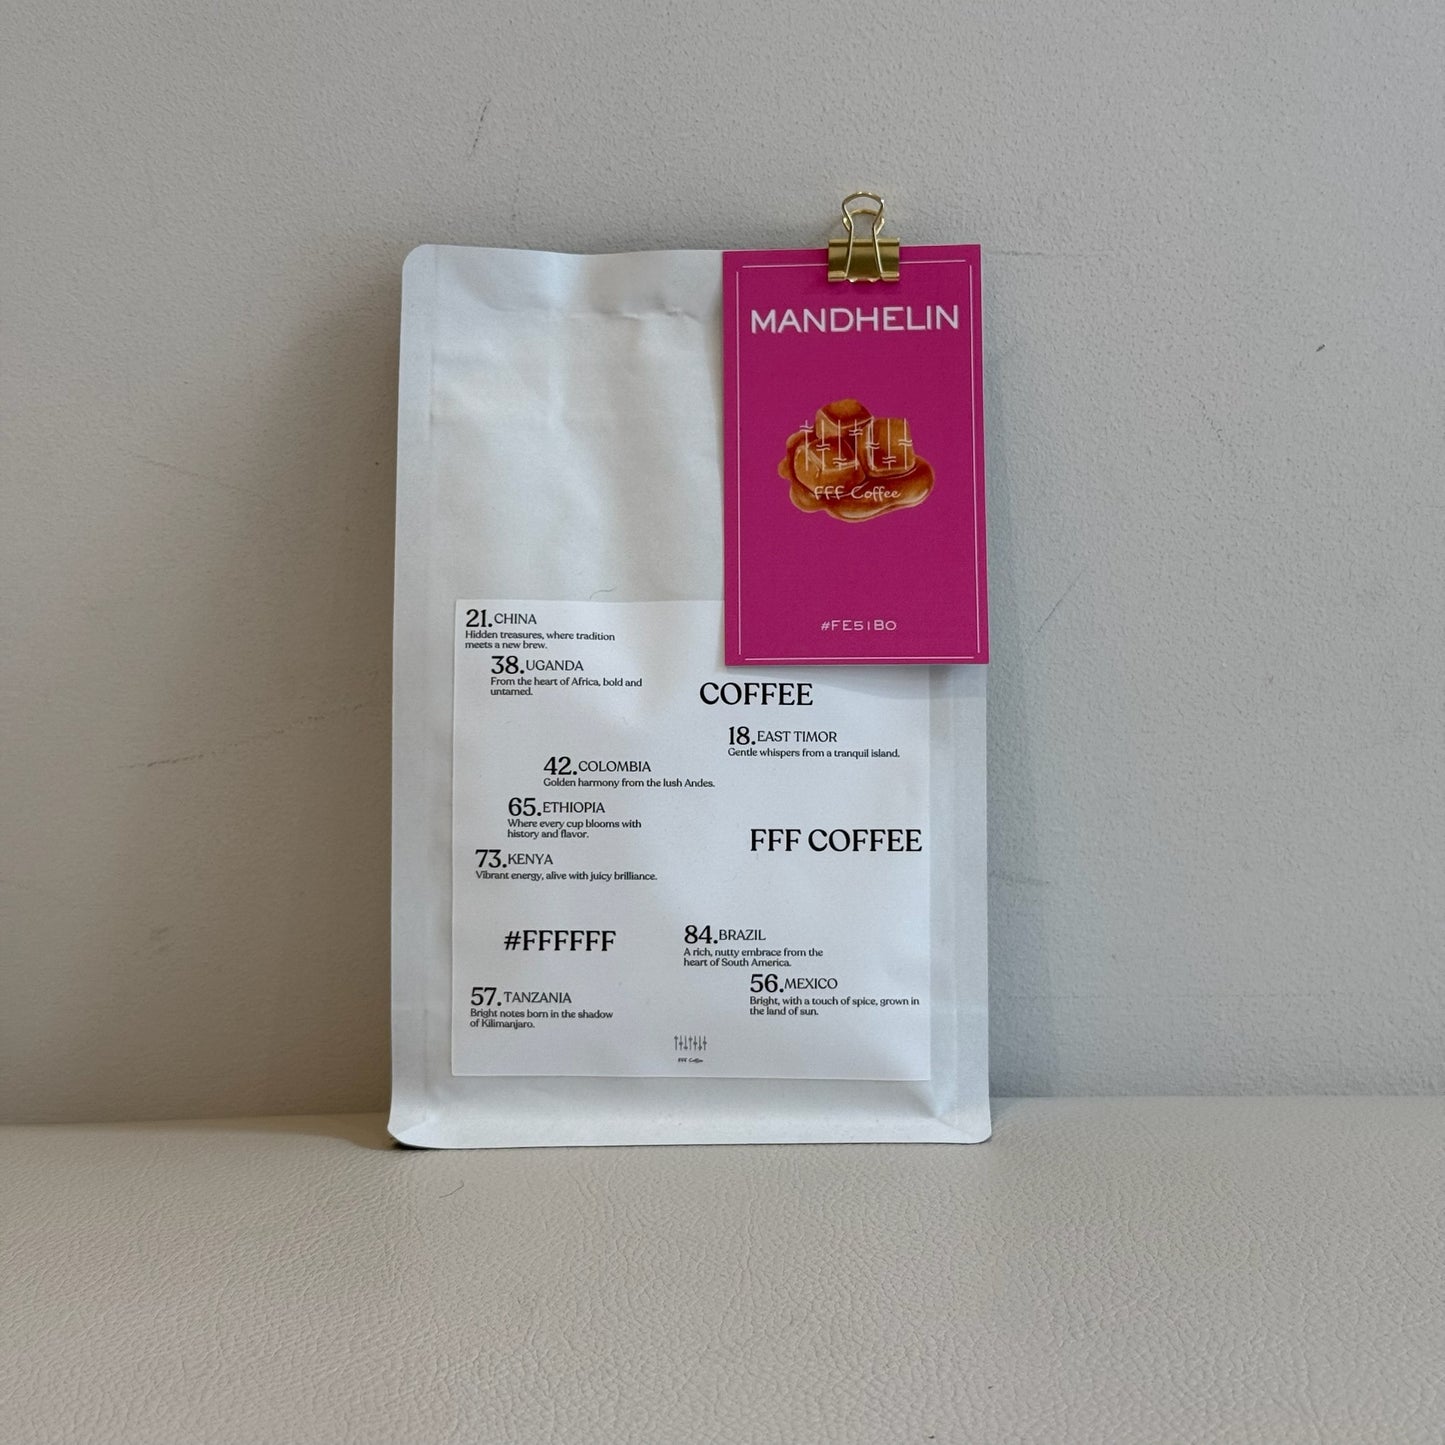 MANDHELIN
FFF Coffee
#FE51B0
21. CHINA
Hidden treasures, where tradition
meets a new brew.
38. UGANDA
From the heart of Africa, bold and
untamed.
COFFEE
18. EAST TIMOR
Gentle whispers from a tranquil island.
42. COLOMBIA
Golden harmony from the lush Andes.
65. ETHIOPIA
Where every cup blooms with
history and flavor.
FFF COFFEE
73. KENYA
Vibrant energy, alive with juicy brilliance.
#FFFFFF
84. BRAZIL
A rich, nutty embrace from the
heart of South America.
56. MEXICO
Bright, with a touch of spice, grown in
the land of sun.
57. TANZANIA
Bright notes born in the shadow
of Kilimanjaro.
FFF Coffee